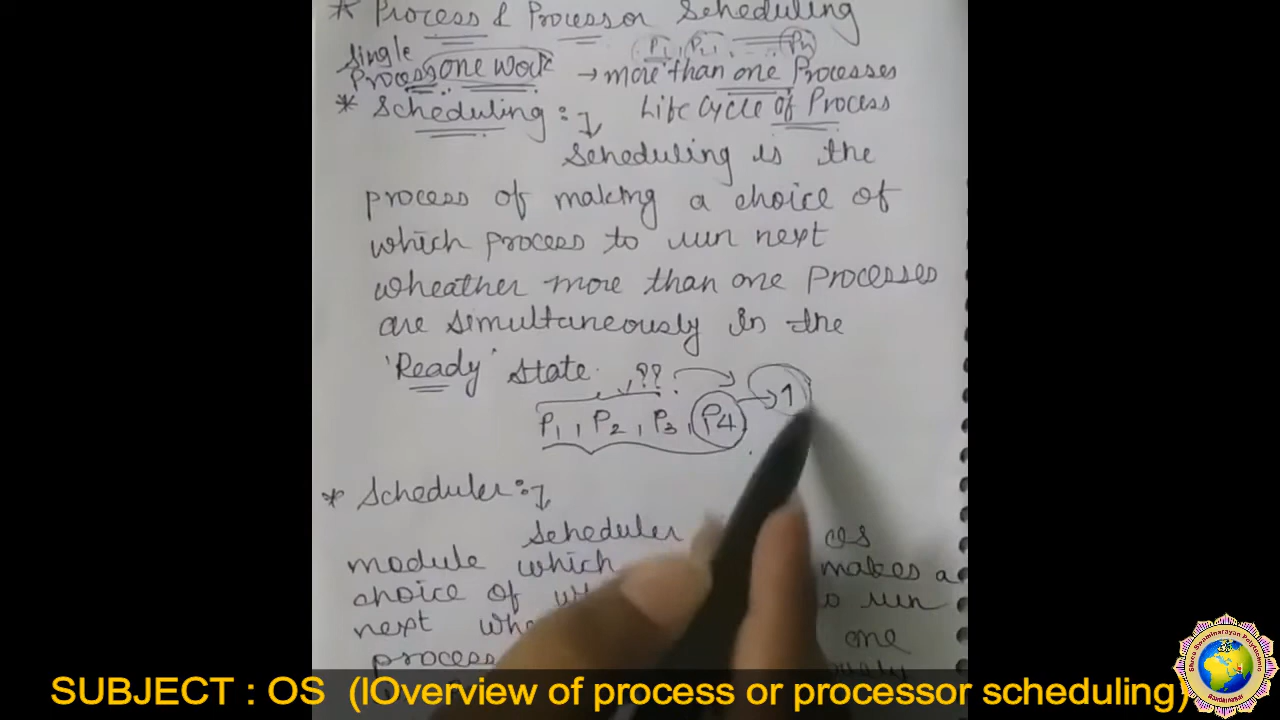 * Process & Processor Scheduling
Single P1, P2, ..... Pn
Process one work → more than one Processes
* Scheduling :- Life Cycle of Process
Scheduling is the
process of making a choice of
which process to run next
wheather more than one Processes
are simultaneously in the
'Ready' State. ??
P1, P2, P3, P4 → 1
* Scheduler :-
Scheduler OS
module which makes a
choice of to run
next one
process
SUBJECT : OS (IOverview of process or processor scheduling)